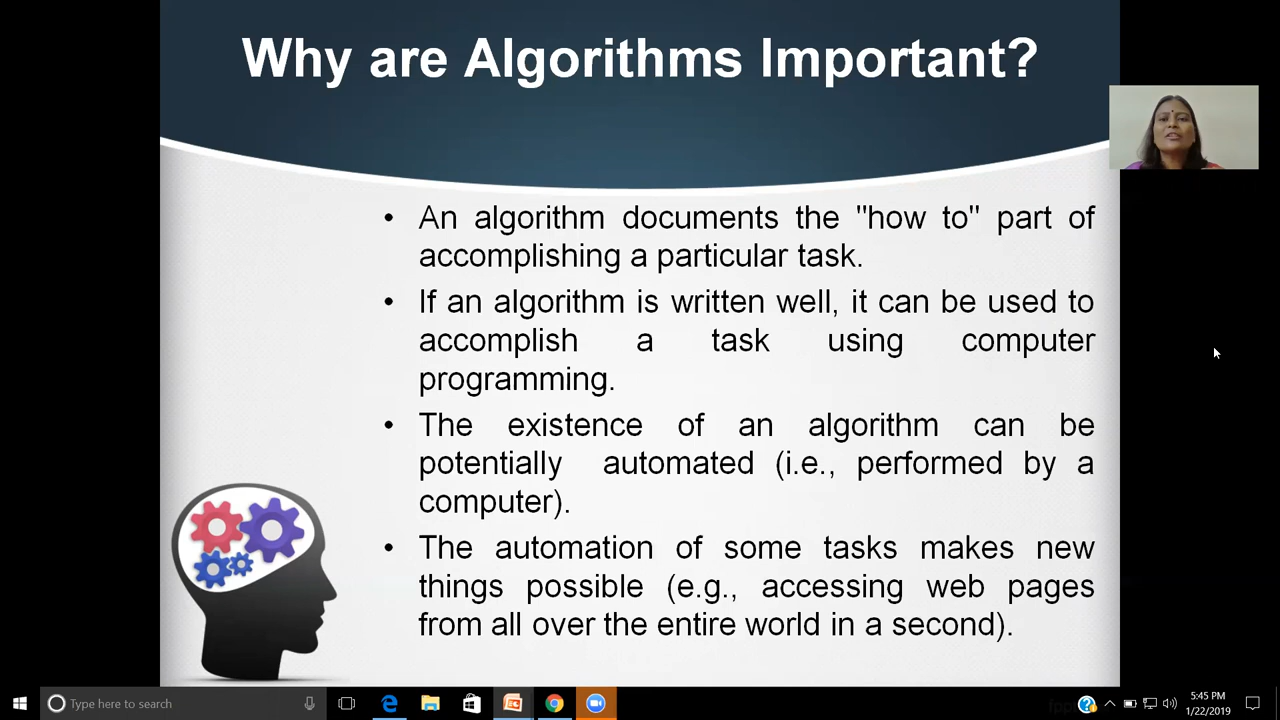 Why are Algorithms Important?
• An algorithm documents the "how to" part of
accomplishing a particular task.
• If an algorithm is written well, it can be used to
accomplish a task using computer
programming.
• The existence of an algorithm can be
potentially automated (i.e., performed by a
computer).
• The automation of some tasks makes new
things possible (e.g., accessing web pages
from all over the entire world in a second).
Type here to search
5:45 PM
1/22/2019